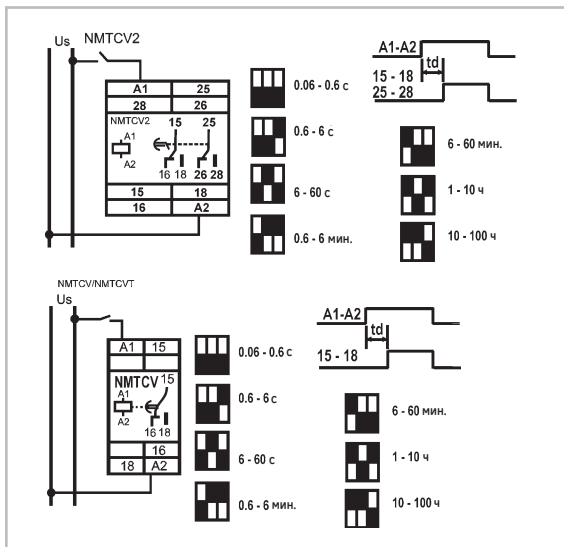 Us
NMTCV2
A1 25
28 26
NMTCV2 15 25
A1
A2
16 18 26 28
15 18
16 A2
0.06 - 0.6 с
0.6 - 6 с
6 - 60 с
0.6 - 6 мин.
A1-A2
15 - 18
25 - 28
td
6 - 60 мин.
1 - 10 ч
10 - 100 ч
NMTCV/NMTCVT
Us
A1 15
NMTCV 15
A1
A2
16 18
16
18 A2
0.06 - 0.6 с
0.6 - 6 с
6 - 60 с
0.6 - 6 мин.
A1-A2
td
15 - 18
6 - 60 мин.
1 - 10 ч
10 - 100 ч